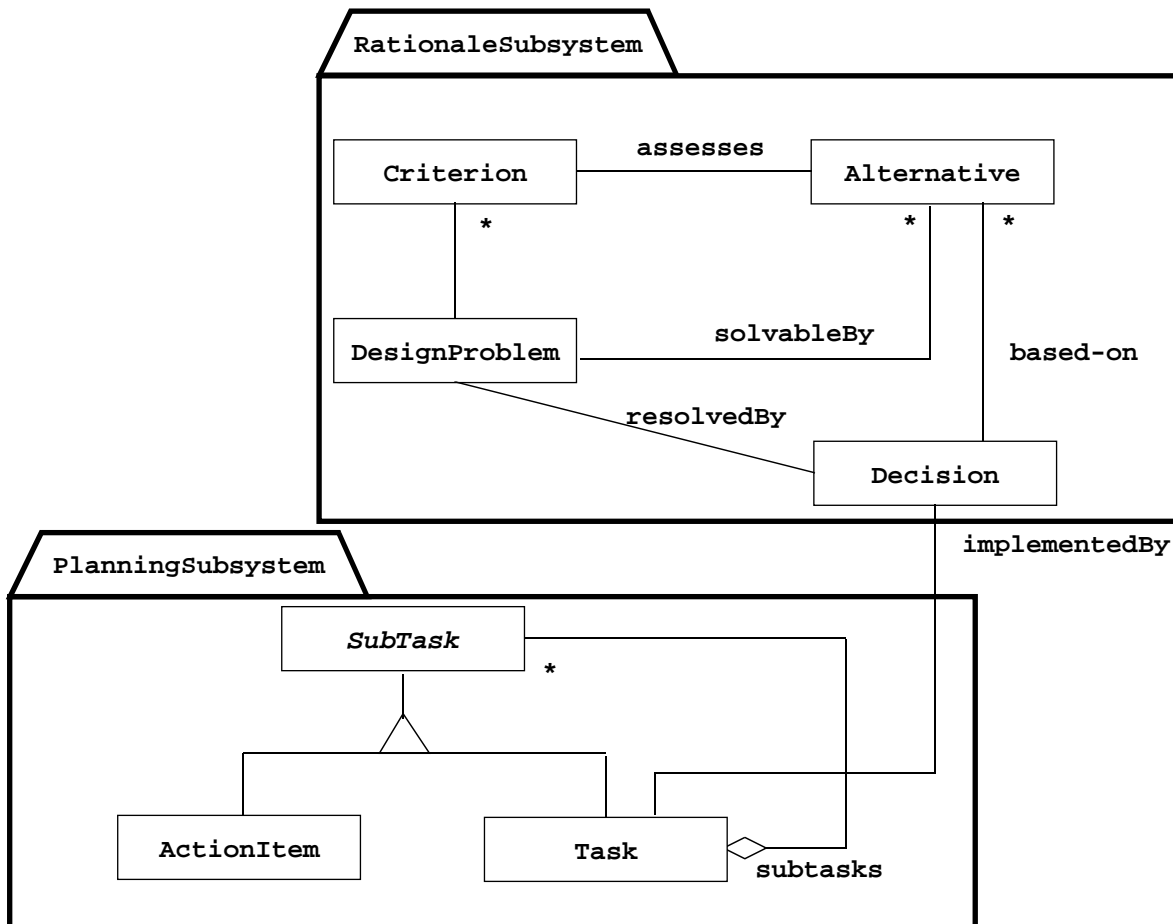 RationaleSubsystem
assesses
Criterion
Alternative
*
*
*
solvableBy
DesignProblem
based-on
resolvedBy
Decision
implementedBy
PlanningSubsystem
SubTask
*
ActionItem
Task
subtasks